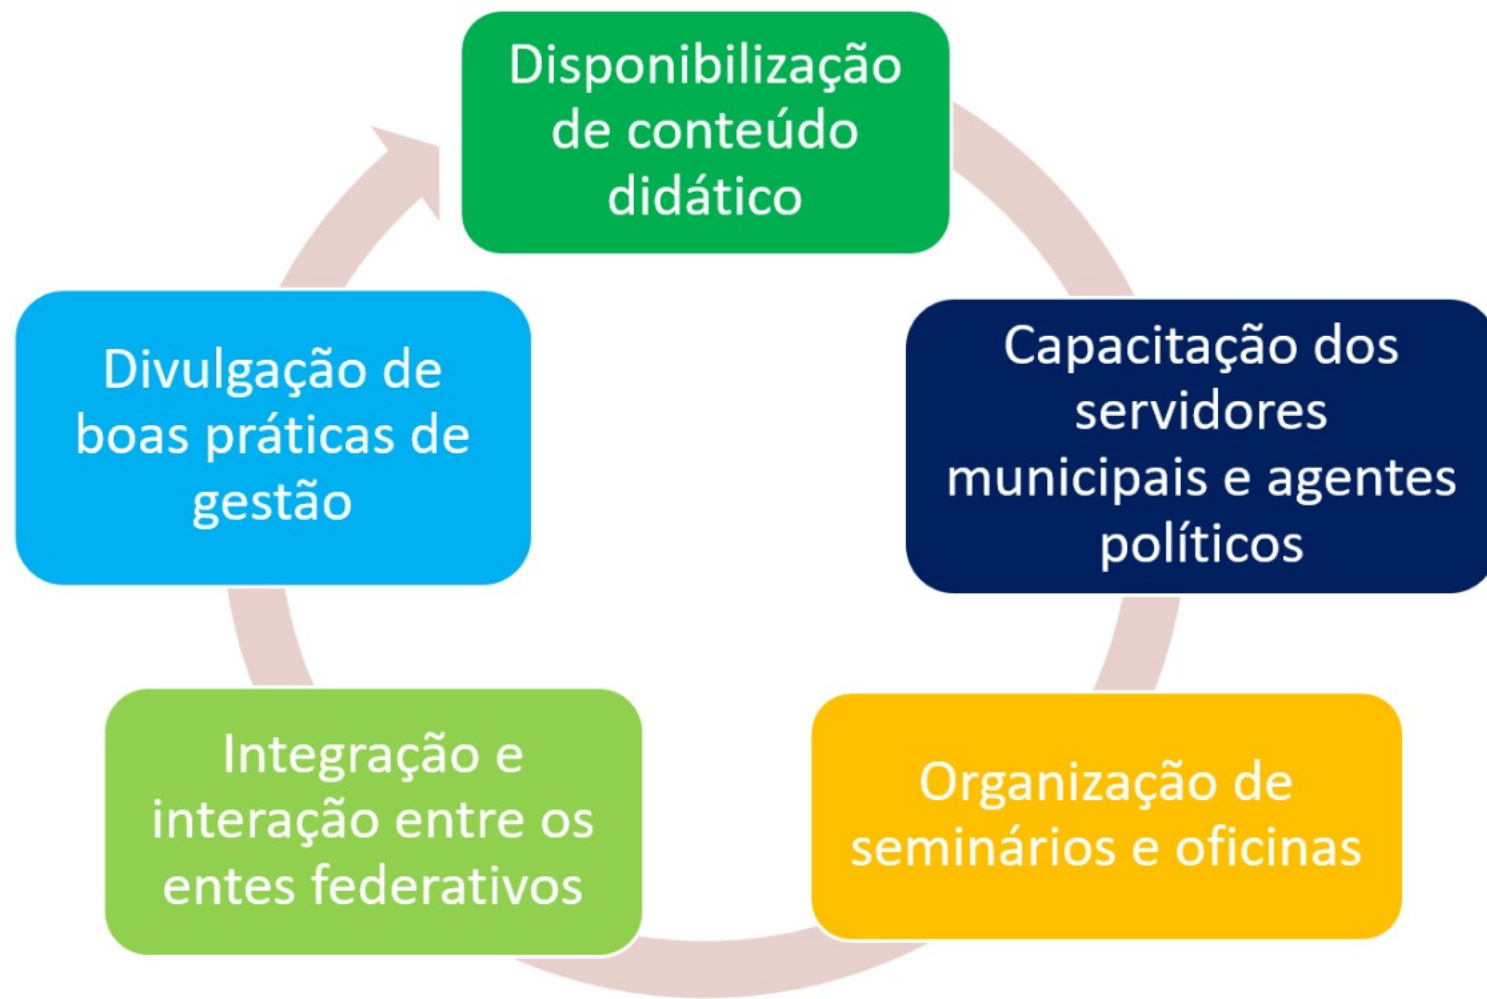 Disponibilização
de conteúdo
didático
Capacitação dos
servidores
municipais e agentes
políticos
Organização de
seminários e oficinas
Integração e
interação entre os
entes federativos
Divulgação de
boas práticas de
gestão